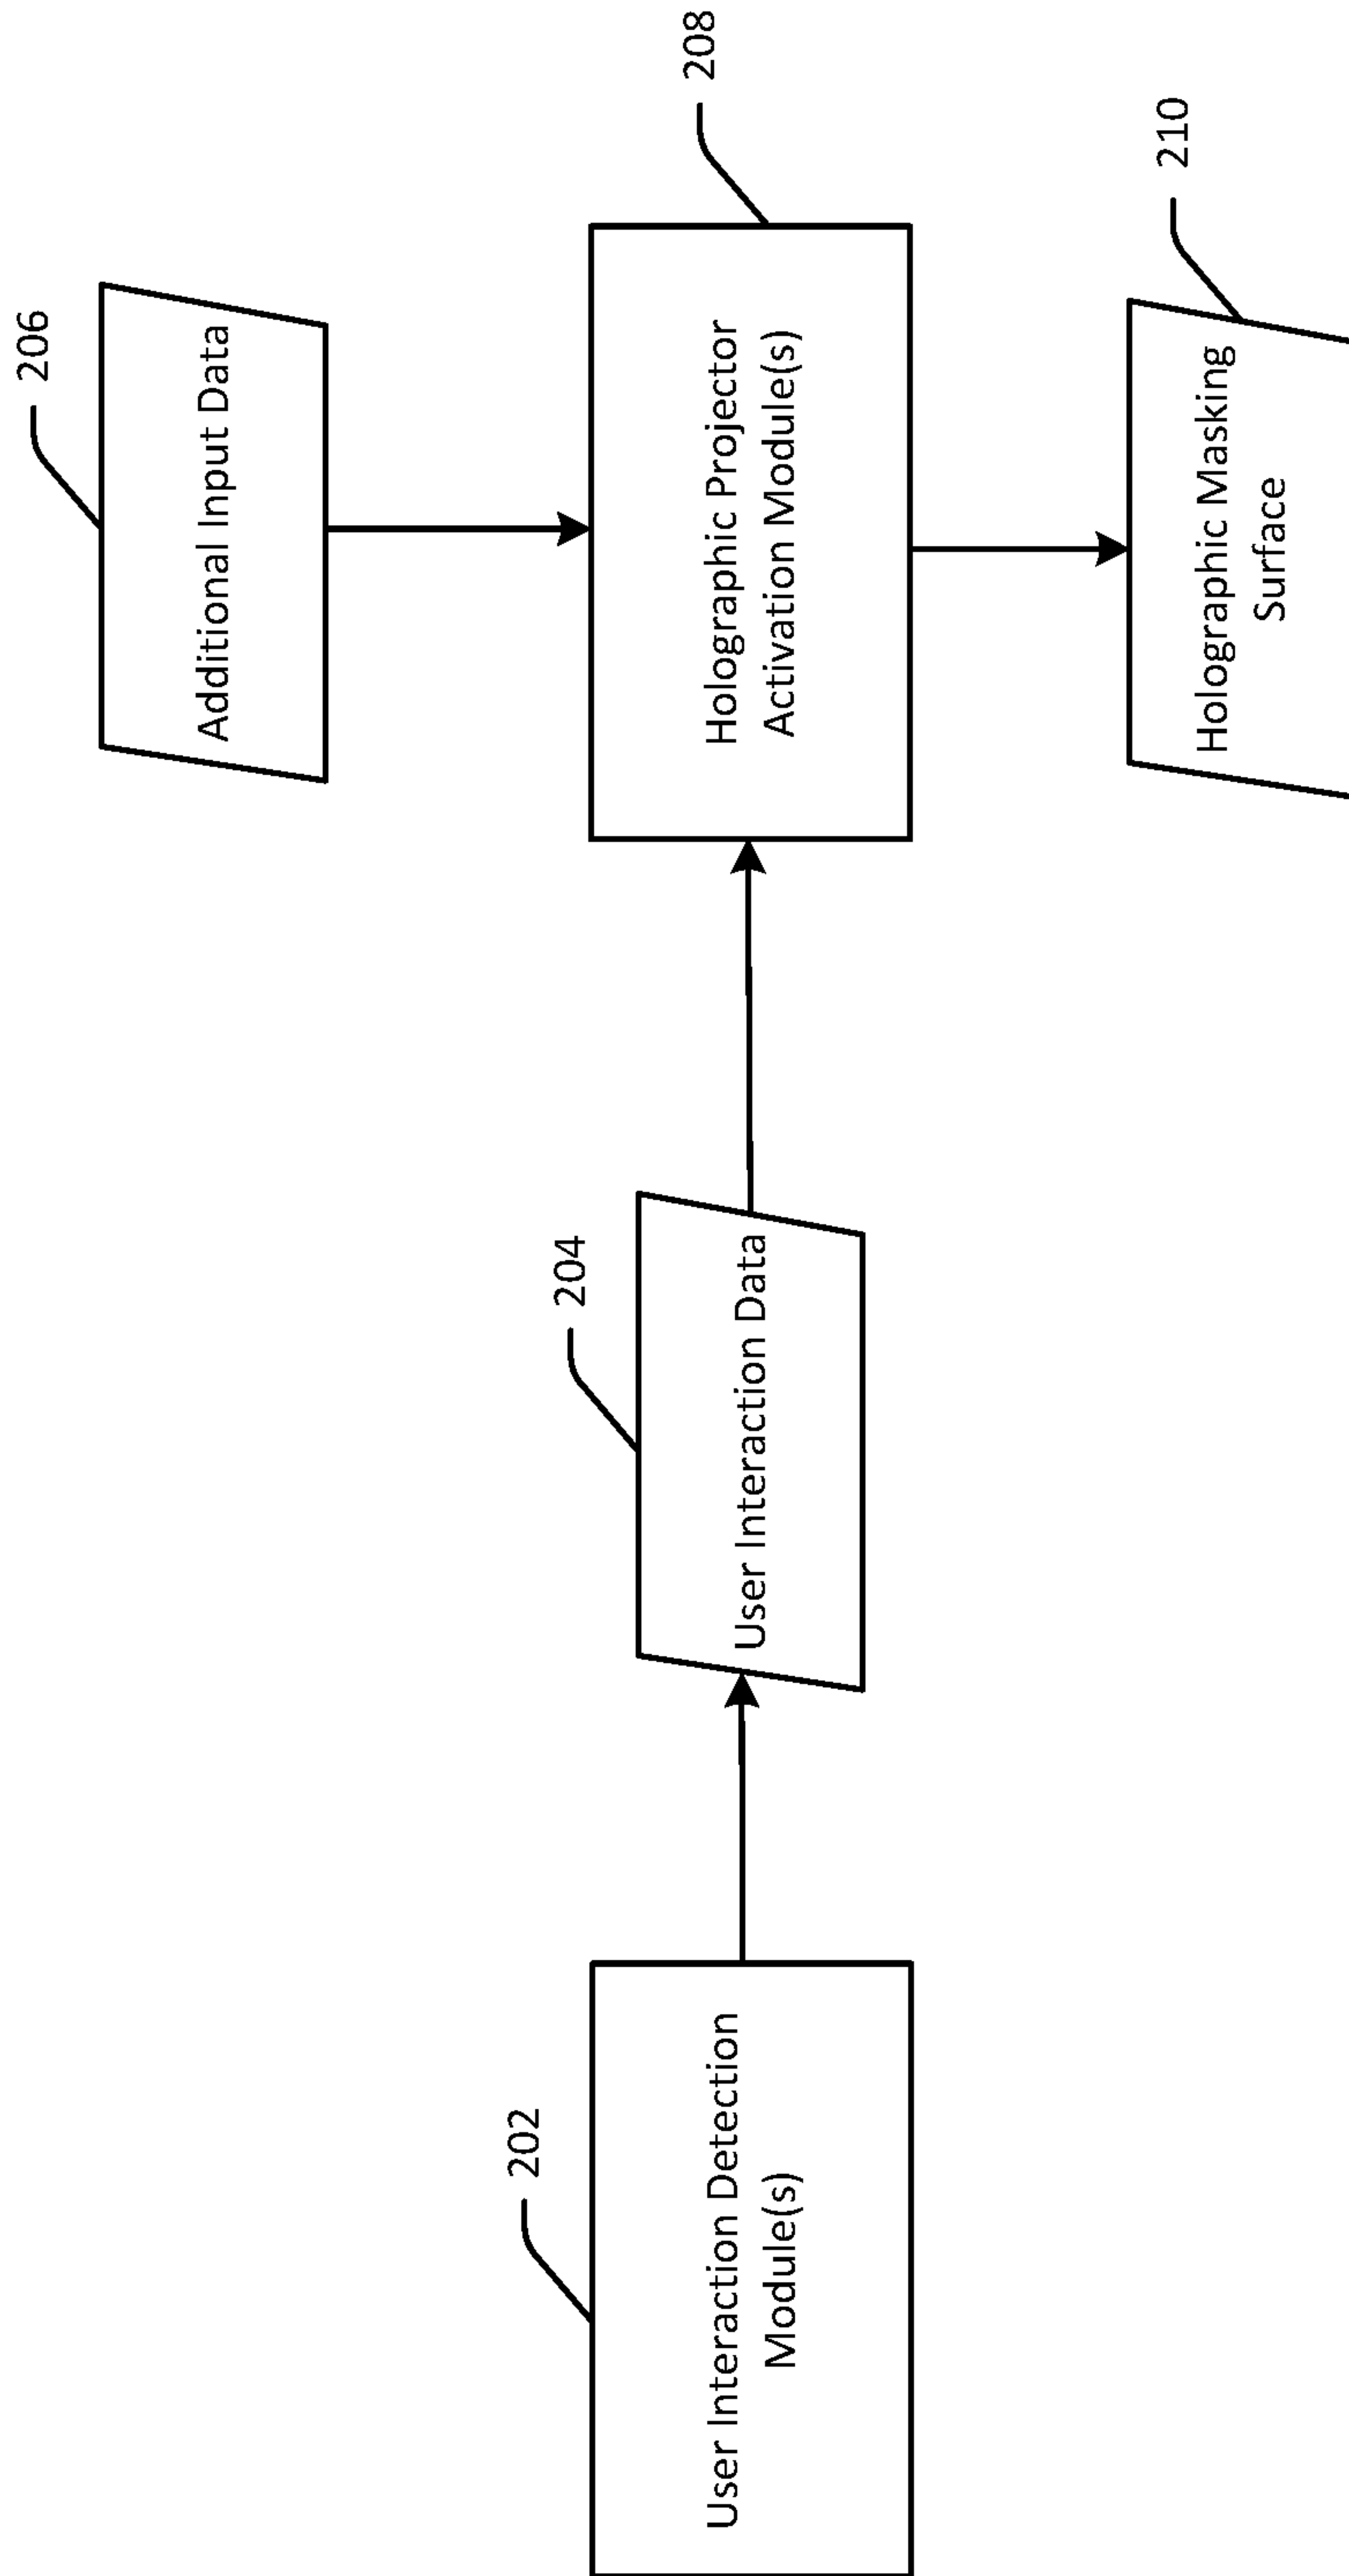 202
User Interaction Detection
Module(s)
204
User Interaction Data
206
Additional Input Data
208
Holographic Projector
Activation Module(s)
210
Holographic Masking
Surface